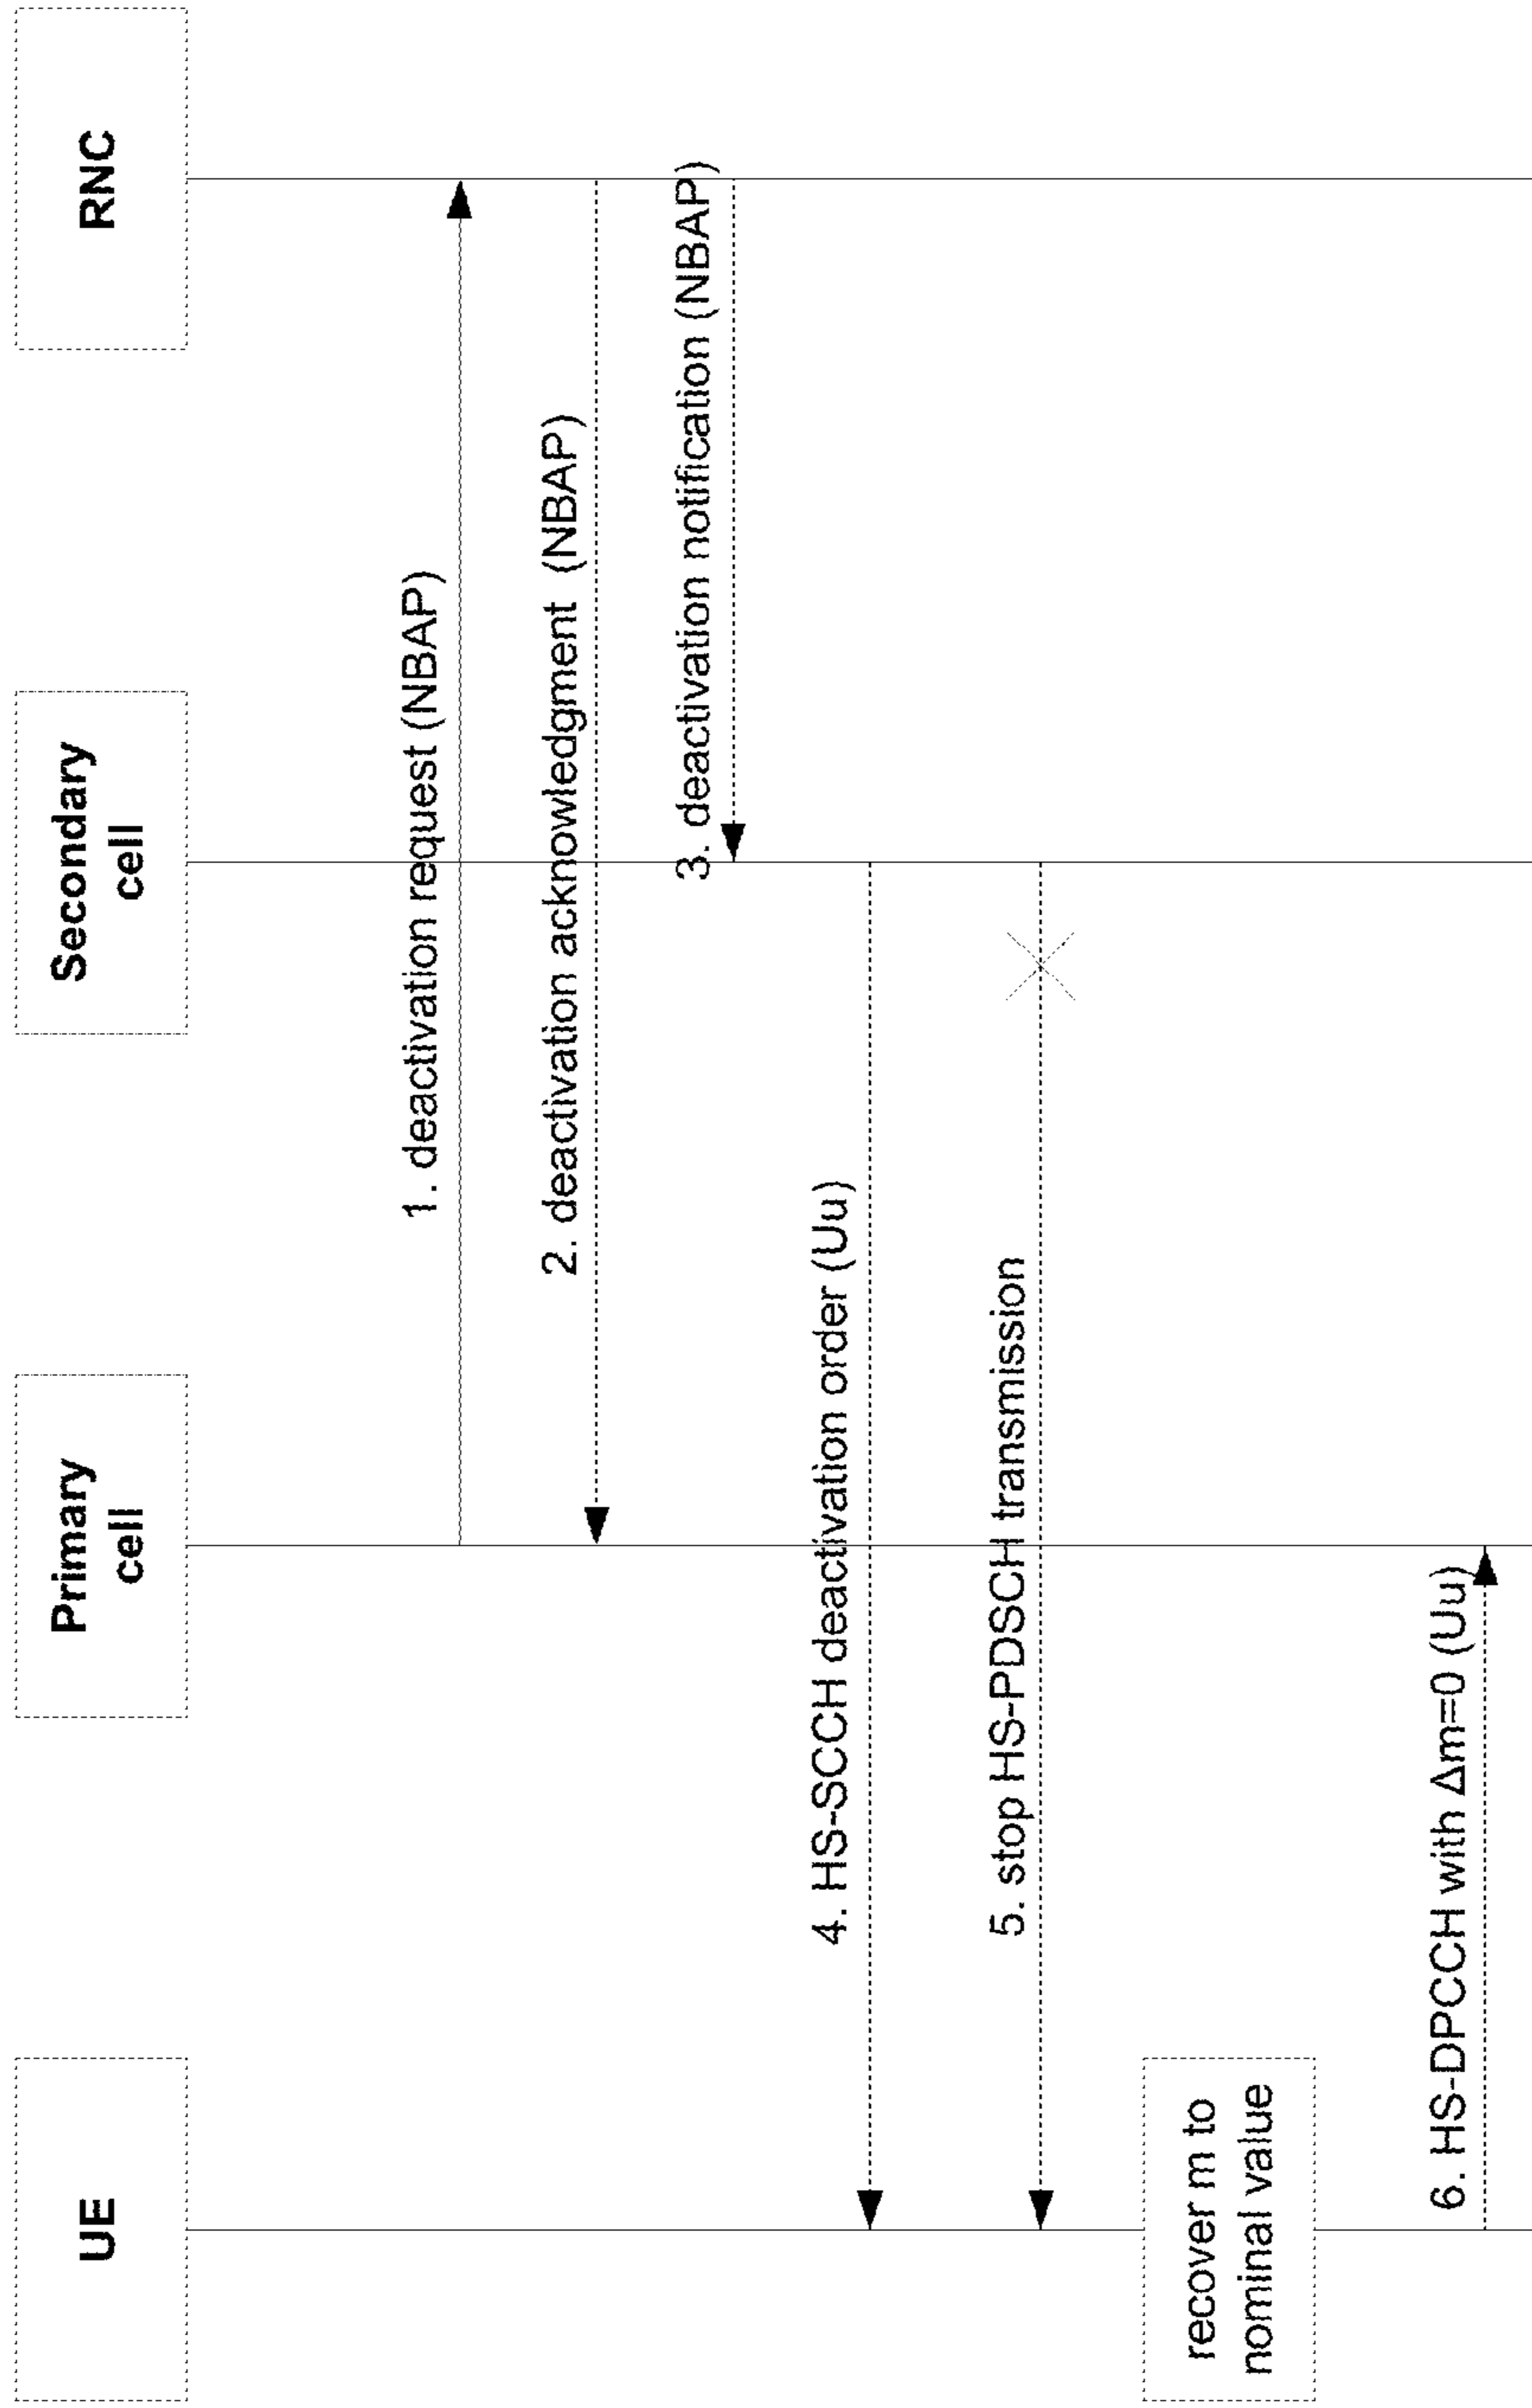 UE
Primary
cell
Secondary
cell
RNC
1. deactivation request (NBAP)
2. deactivation acknowledgment (NBAP)
3. deactivation notification (NBAP)
4. HS-SCCH deactivation order (Uu)
5. stop HS-PDSCH transmission
recover m to
nominal value
6. HS-DPCCH with Δm=0 (Uu)